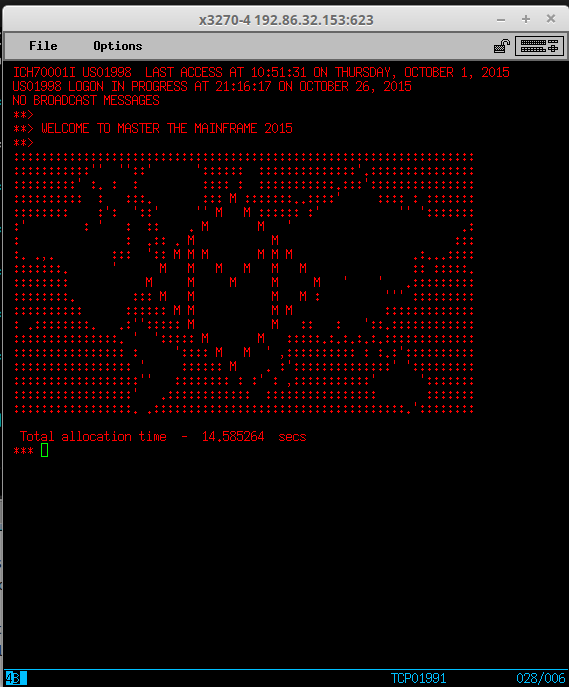 x3270-4 192.86.32.153:623
File Options
ICH70001I US01998 LAST ACCESS AT 10:51:31 ON THURSDAY, OCTOBER 1, 2015
US01998 LOGON IN PROGRESS AT 21:16:17 ON OCTOBER 26, 2015
NO BROADCAST MESSAGES
**>
**> WELCOME TO MASTER THE MAINFRAME 2015
**>
Total allocation time - 14.585264 secs
***
TCP01991 028/006